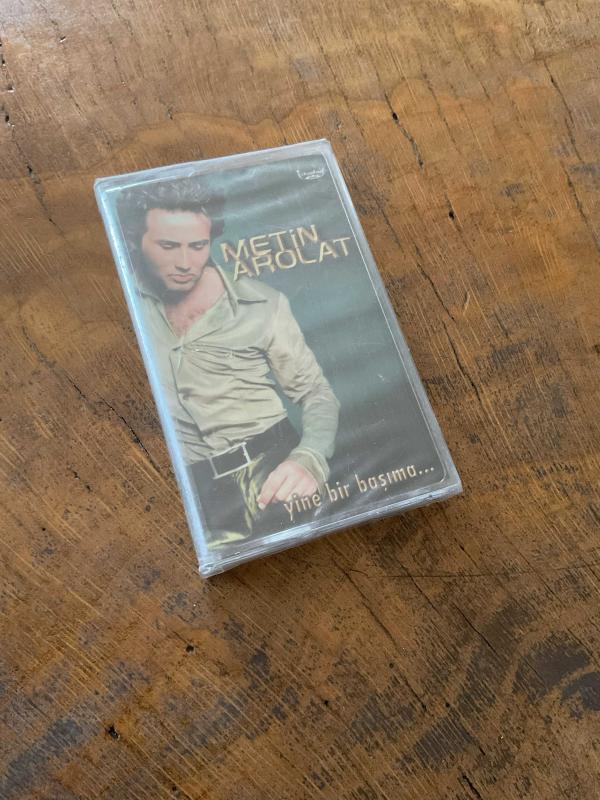 METİN
AROLAT
yine bir başıma...